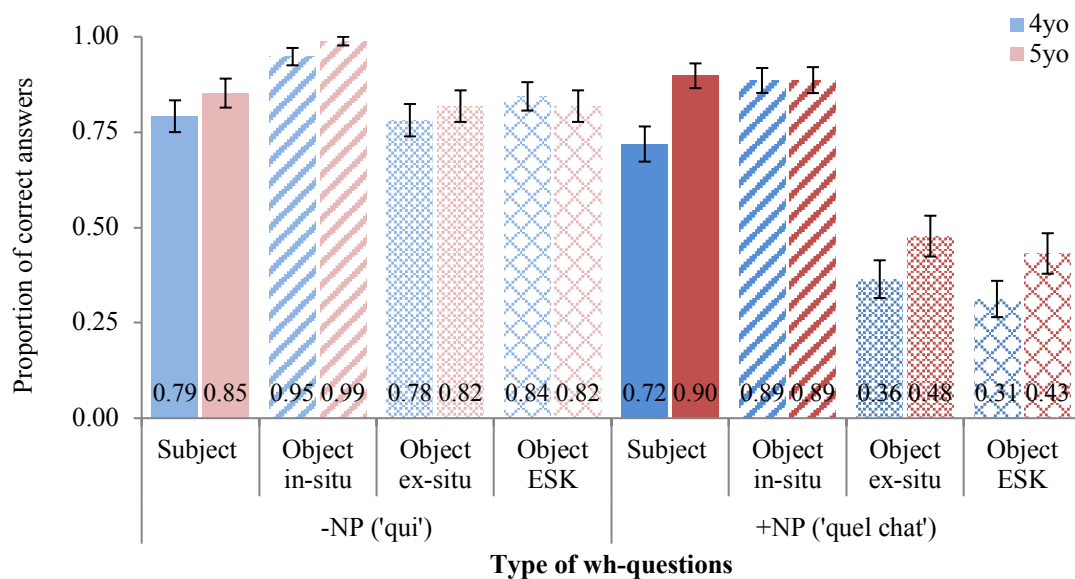 4yo
5yo
Proportion of correct answers
1.00
0.75
0.50
0.25
0.00
0.79 0.85 0.95 0.99 0.78 0.82 0.84 0.82 0.72 0.90 0.89 0.89 0.36 0.48 0.31 0.43
Subject Object Object Object Subject Object Object Object
in-situ ex-situ ESK in-situ ex-situ ESK
-NP ('qui') +NP ('quel chat')
Type of wh-questions